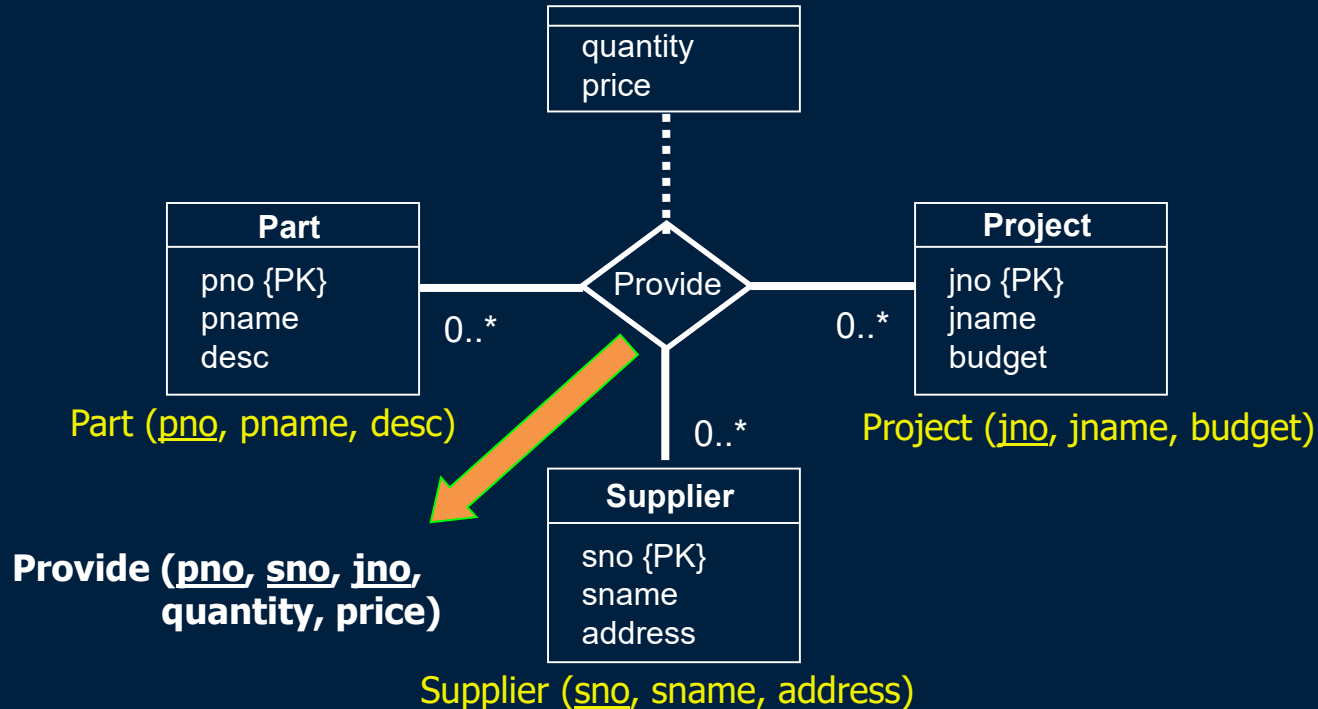 quantity
price
Part
pno {PK}
pname
desc
Provide
Project
jno {PK}
jname
budget
0..*
0..*
0..*
Part (pno, pname, desc)
Project (jno, jname, budget)
Supplier
sno {PK}
sname
address
Provide (pno, sno, jno,
quantity, price)
Supplier (sno, sname, address)